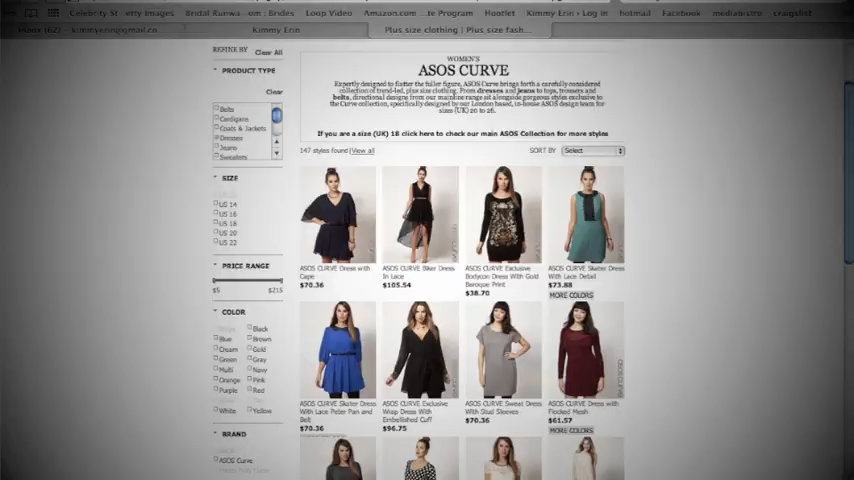 Celebrity St...etty Images
Bridal Runwa...om : Brides
Loop Video
Amazon.com ...te Program
Hootlet
Kimmy Erin • Log In
hotmail
Facebook
mediabistro
craigslist
Kimmy Erin
Plus size clothing | Plus size fash...
REFINE BY
Clear All
PRODUCT TYPE
Clear
Belts
Cardigans
Coats & Jackets
Dresses
Jeans
Sweaters
SIZE
US 14
US 16
US 18
US 20
US 22
PRICE RANGE
$5
$215
COLOR
Black
Blue
Brown
Cream
Gold
Green
Gray
Multi
Navy
Orange
Pink
Purple
Red
White
Yellow
BRAND
ASOS Curve
WOMEN'S
ASOS CURVE
Expertly designed to flatter the fuller figure, ASOS Curve brings forth a carefully considered
collection of trend-led, plus size clothing. From dresses and jeans to tops, trousers and
belts, directional designs from our mainline range sit alongside gorgeous styles exclusive to
the Curve collection, specifically designed by our London based, in-house ASOS design team for
sizes (UK) 20 to 26.
If you are a size (UK) 18 click here to check our main ASOS Collection for more styles
147 styles found | View all
SORT BY
Select
ASOS CURVE Dress with
Cape
$70.36
ASOS CURVE Biker Dress
In Lace
$105.54
ASOS CURVE Exclusive
Bodycon Dress With Gold
Baroque Print
$38.70
ASOS CURVE Skater Dress
With Lace Detail
$73.88
MORE COLORS
ASOS CURVE Skater Dress
With Lace Peter Pan and
Belt
$70.36
ASOS CURVE Exclusive
Wrap Dress With
Embellished Cuff
$96.75
ASOS CURVE Sweat Dress
With Stud Sleeves
$70.36
ASOS CURVE Dress with
Flocked Mesh
$61.57
MORE COLORS